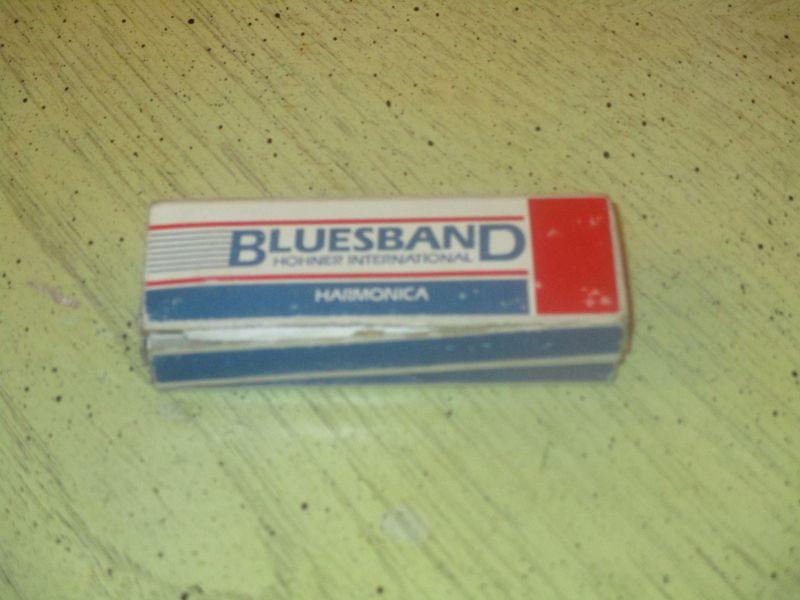 BLUESBAND
HOHNER INTERNATIONAL
HARMONICA